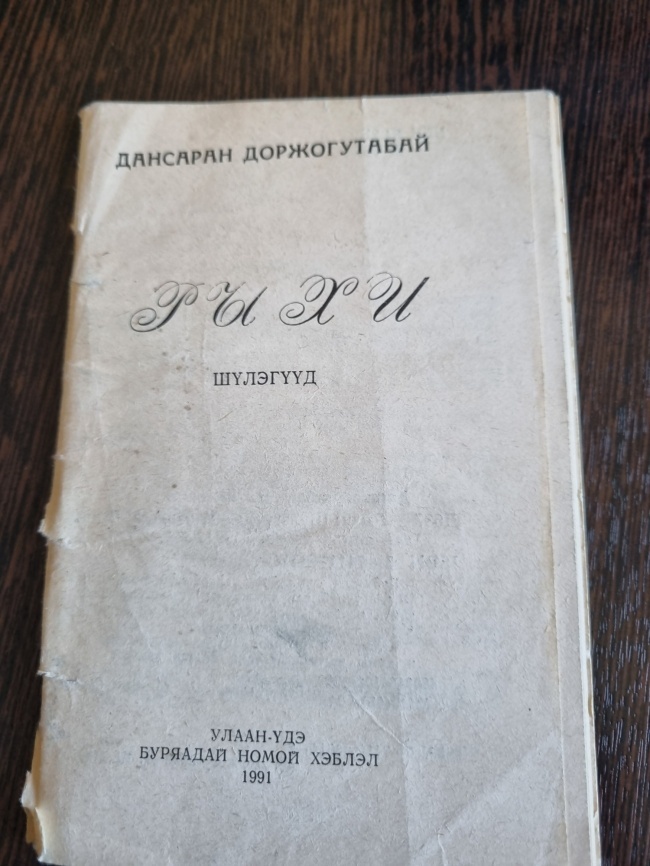 ДАНСАРАН ДОРЖОГУТАБАЙ
РЫХИ
ШҮЛЭГҮҮД
УЛААН-ҮДЭ
БУРЯАДАЙ НОМОЙ ХЭБЛЭЛ
1991